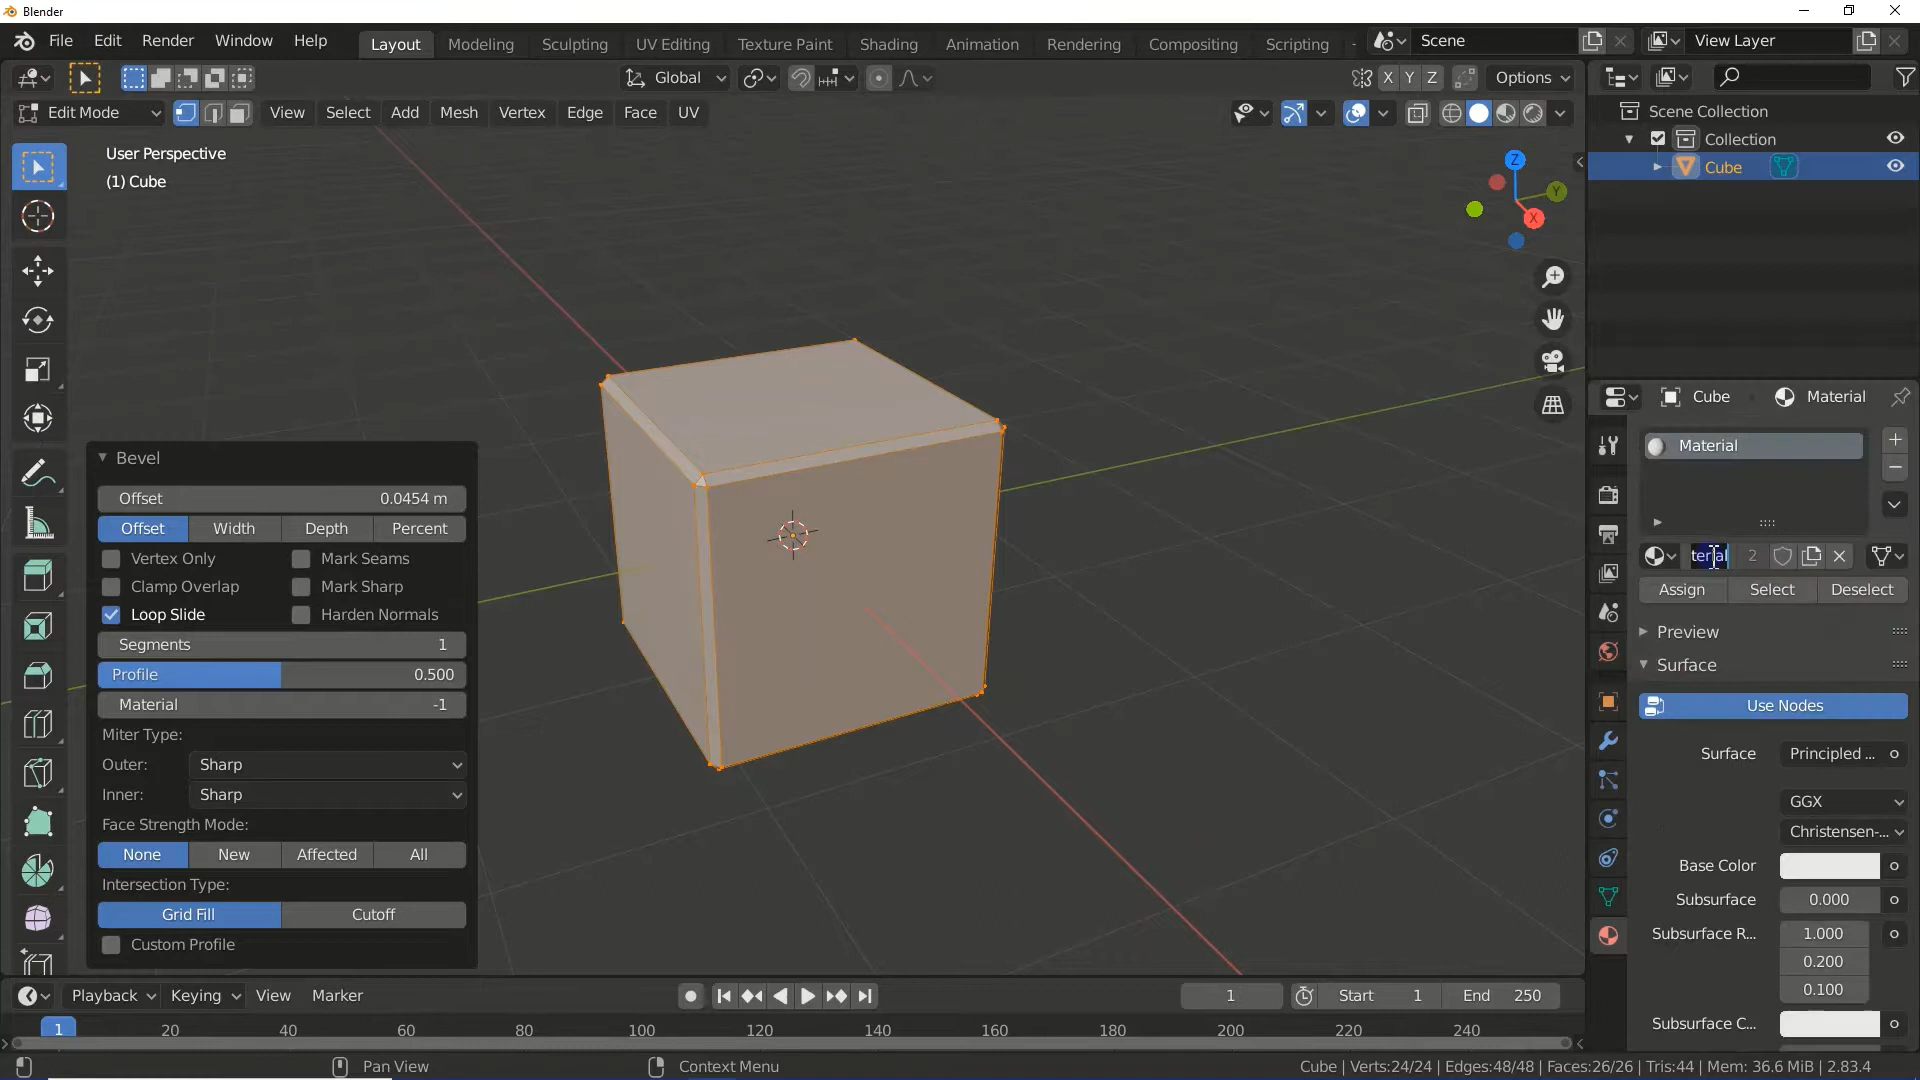 Blender
File Edit Render Window Help Layout Modeling Sculpting UV Editing Texture Paint Shading Animation Rendering Compositing Scripting Scene View Layer
Global X Y Z Options
Edit Mode View Select Add Mesh Vertex Edge Face UV
User Perspective
(1) Cube
Z
Y
X
Scene Collection
Collection
Cube
Cube Material
Material
terial 2
Assign Select Deselect
Preview
Surface
Use Nodes
Surface Principled ...
GGX
Christensen-...
Base Color
Subsurface 0.000
Subsurface R... 1.000
0.200
0.100
Subsurface C...
Bevel
Offset 0.0454 m
Offset Width Depth Percent
Vertex Only Mark Seams
Clamp Overlap Mark Sharp
Loop Slide Harden Normals
Segments 1
Profile 0.500
Material -1
Miter Type:
Outer: Sharp
Inner: Sharp
Face Strength Mode:
None New Affected All
Intersection Type:
Grid Fill Cutoff
Custom Profile
Playback Keying View Marker 1 Start 1 End 250
1 20 40 60 80 100 120 140 160 180 200 220 240
Pan View Context Menu Cube | Verts:24/24 | Edges:48/48 | Faces:26/26 | Tris:44 | Mem: 36.6 MiB | 2.83.4